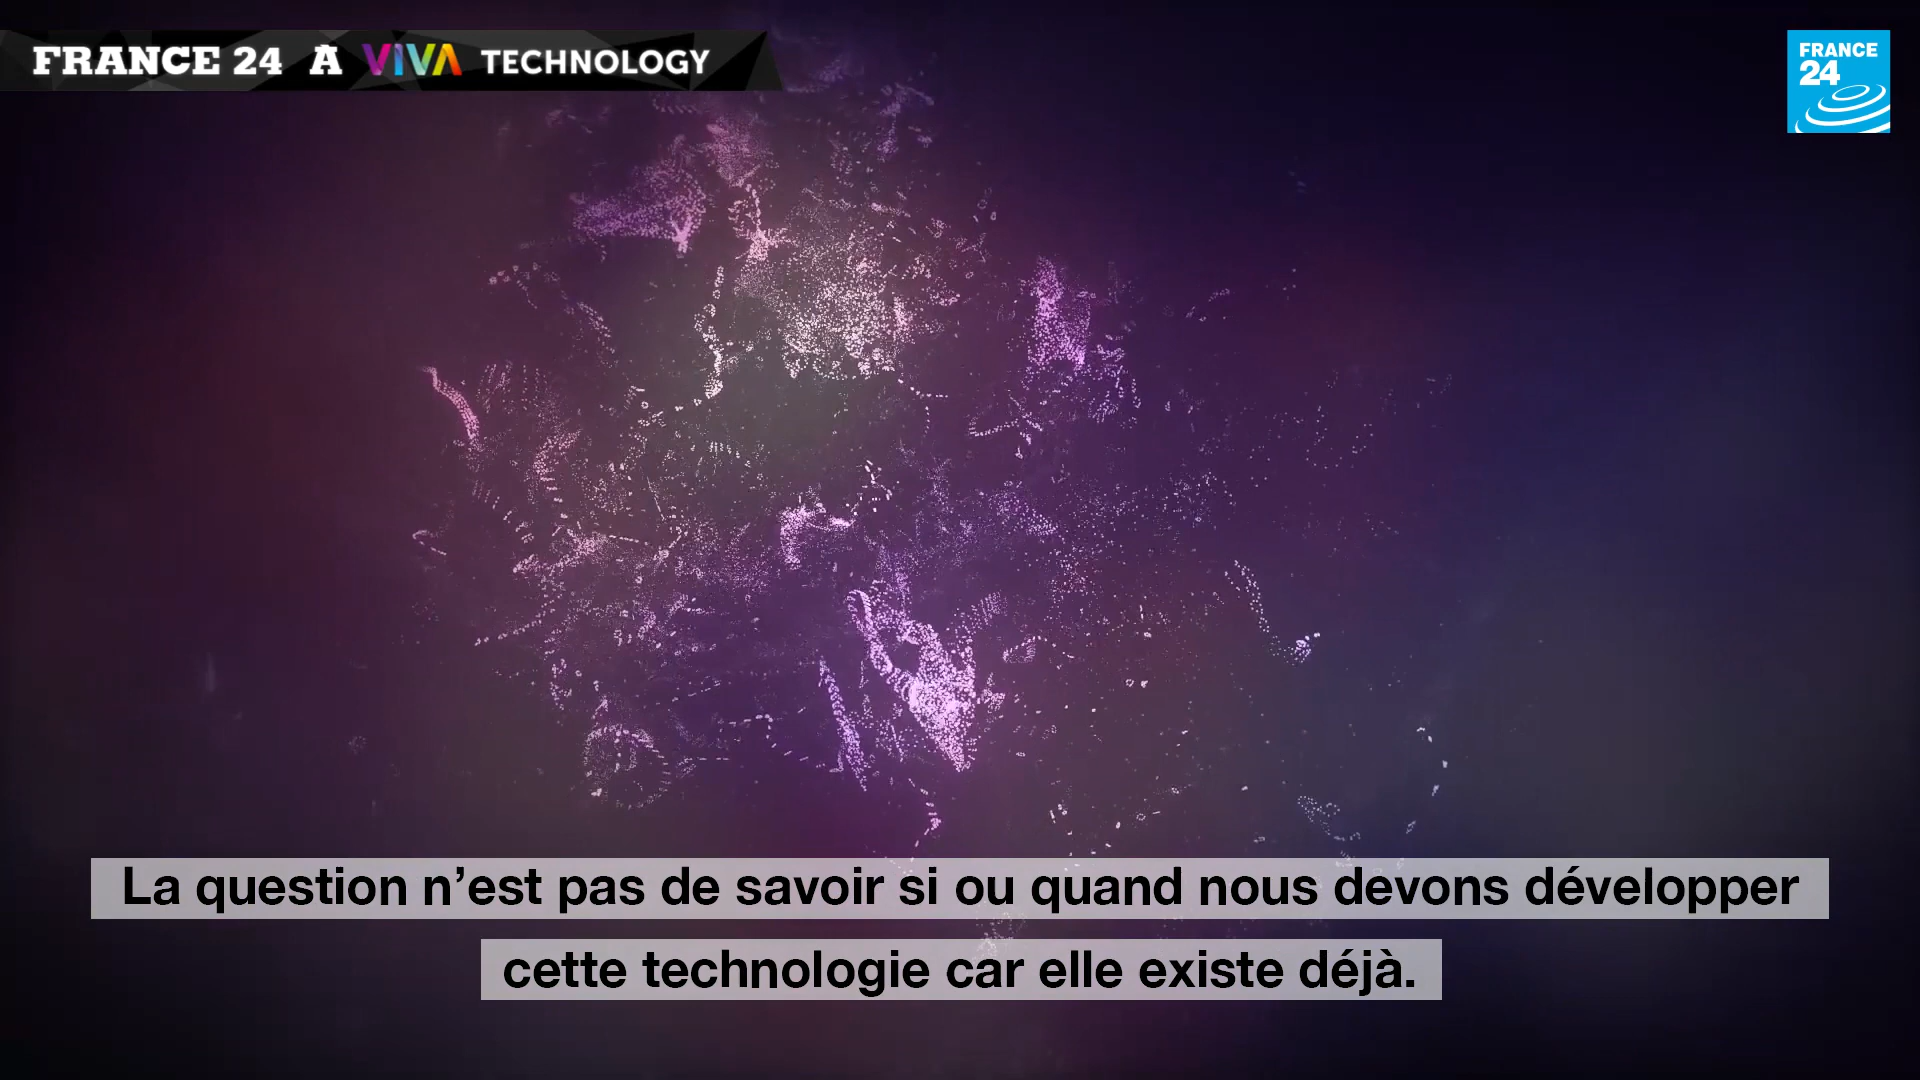 FRANCE 24 À VIVA TECHNOLOGY
FRANCE
24
La question n’est pas de savoir si ou quand nous devons développer
cette technologie car elle existe déjà.